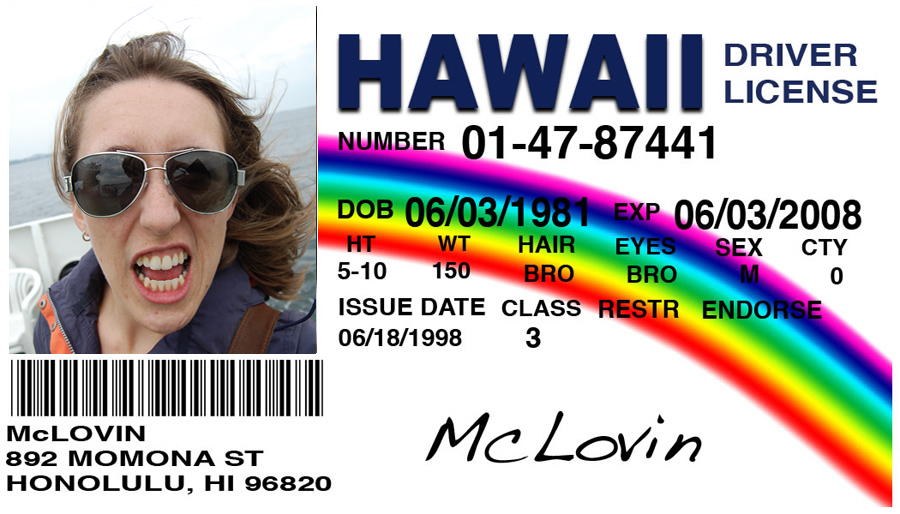 HAWAII DRIVER LICENSE
NUMBER 01-47-87441
DOB 06/03/1981 EXP 06/03/2008
HT WT HAIR EYES SEX CTY
5-10 150 BRO BRO M 0
ISSUE DATE CLASS RESTR ENDORSE
06/18/1998 3
McLovin
McLOVIN
892 MOMONA ST
HONOLULU, HI 96820